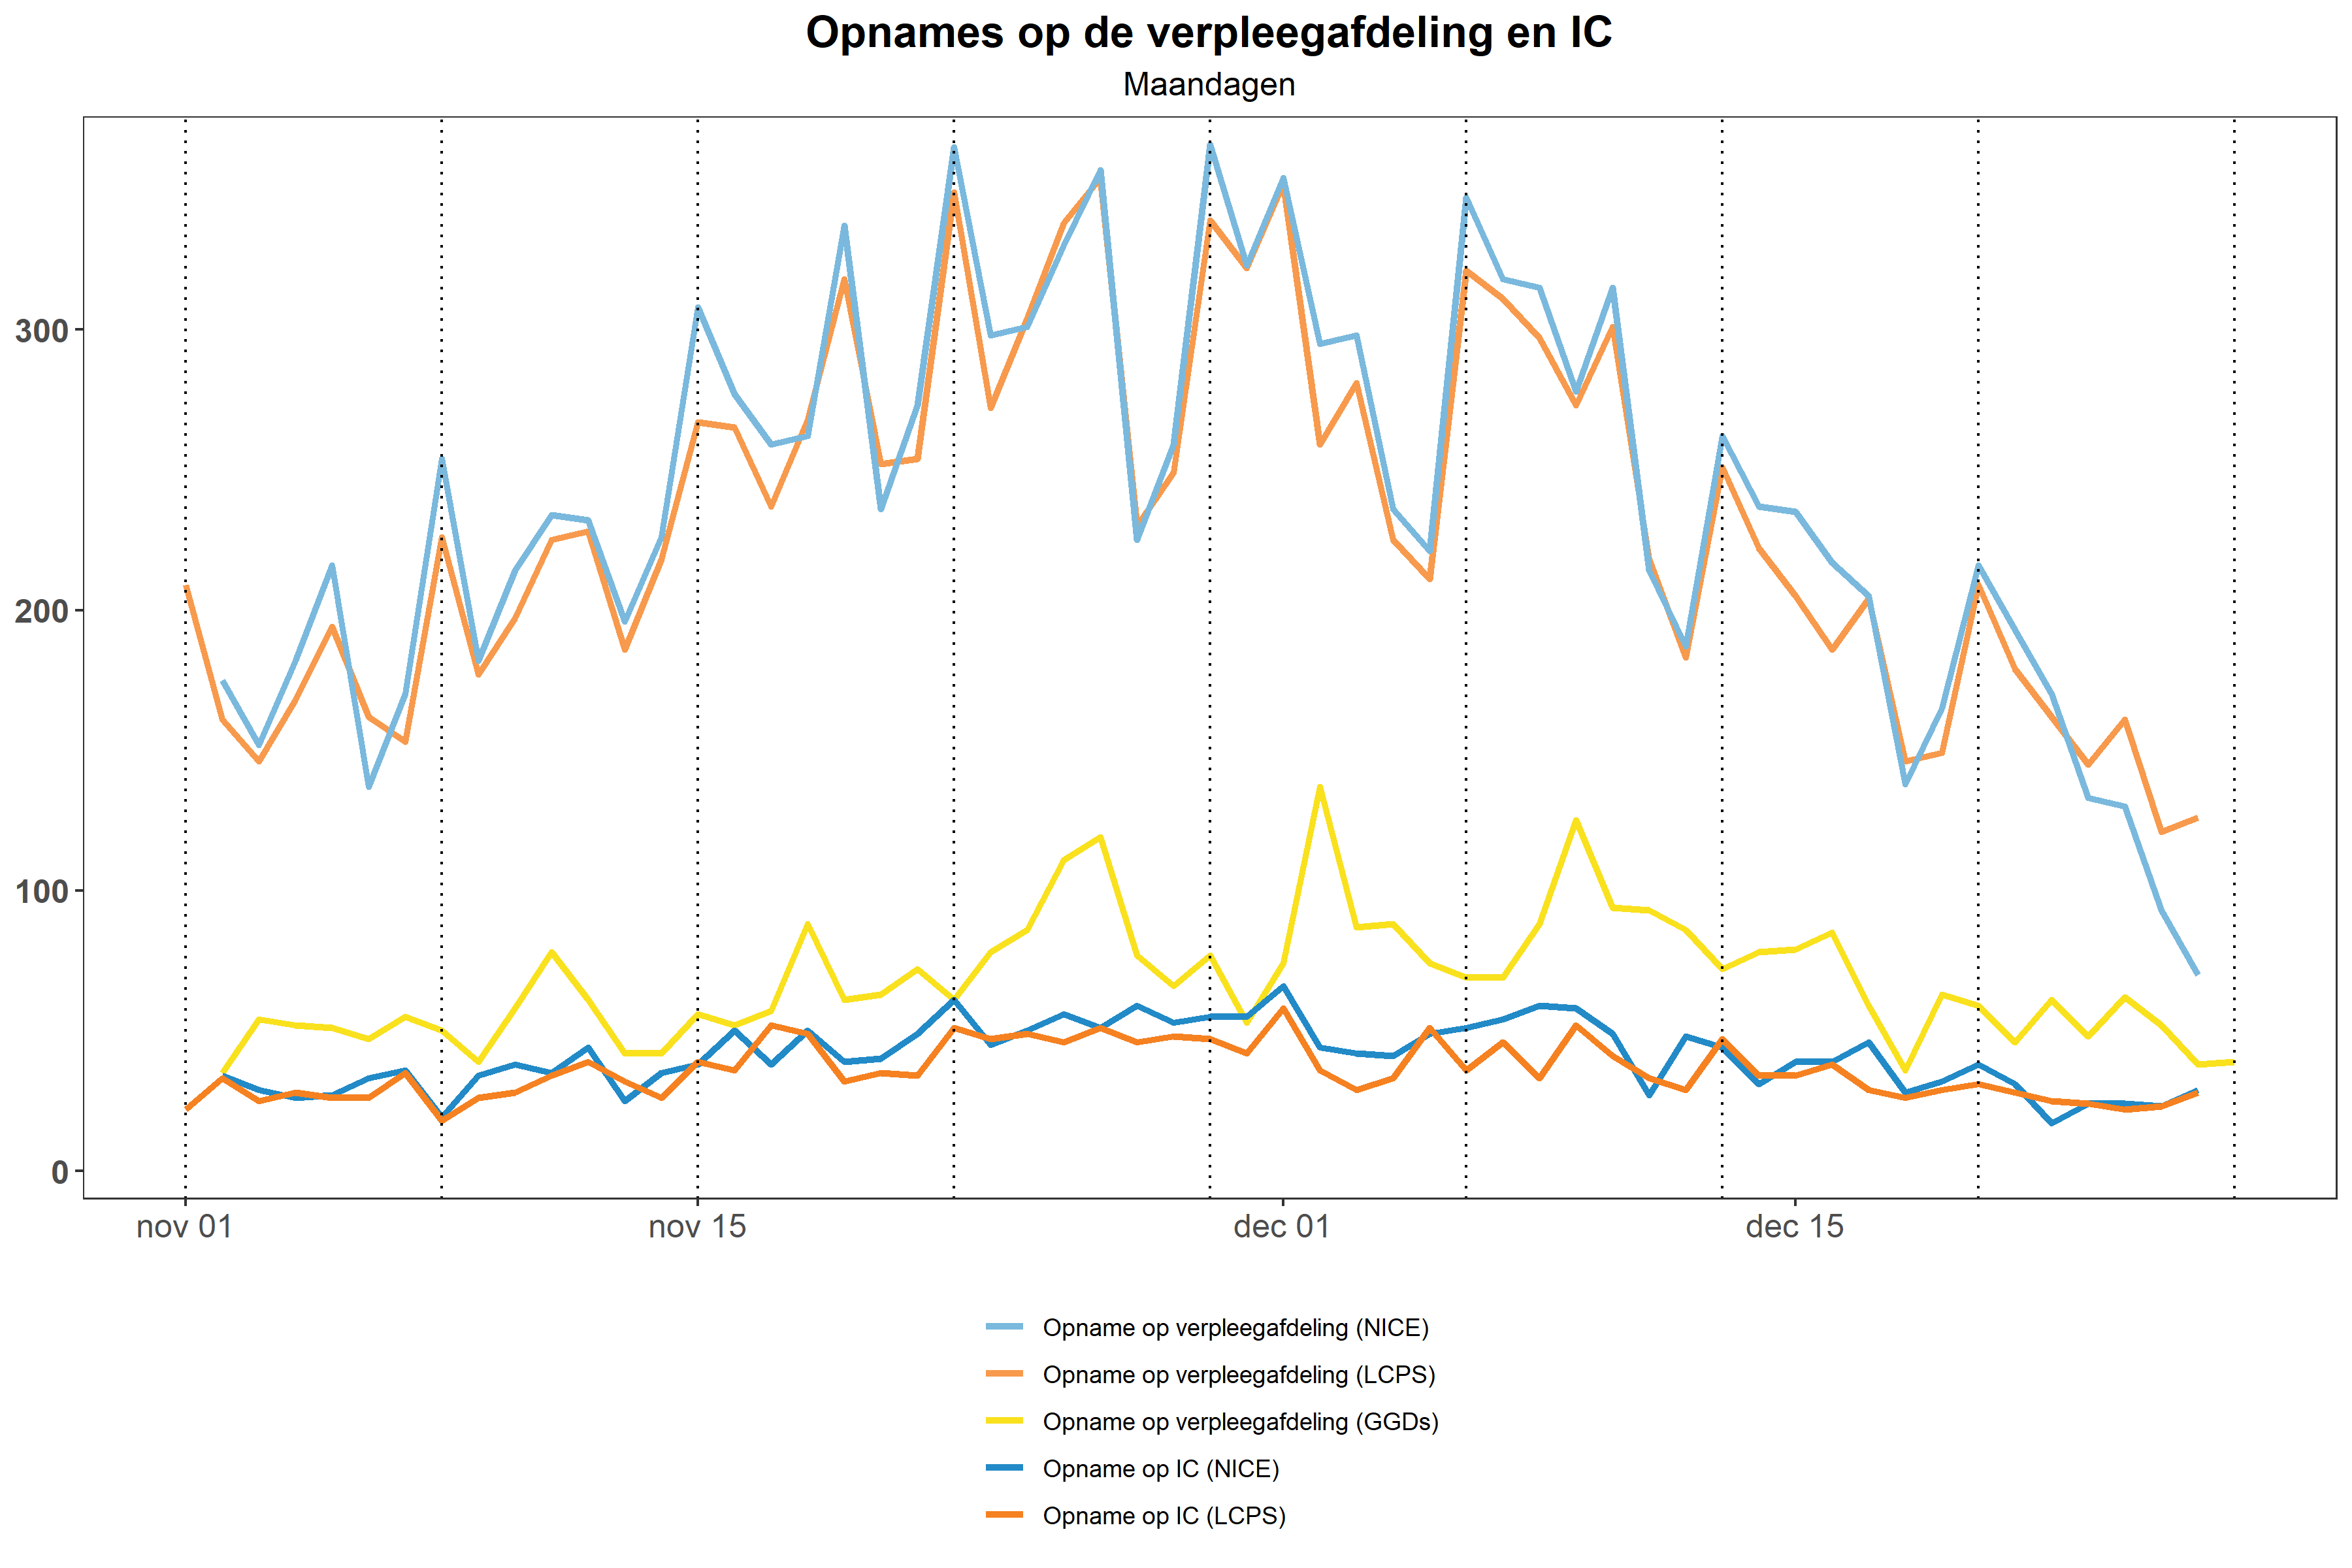 Opnames op de verpleegafdeling en IC
Maandagen
300
200
100
0
nov 01 nov 15 dec 01 dec 15
Opname op verpleegafdeling (NICE)
Opname op verpleegafdeling (LCPS)
Opname op verpleegafdeling (GGDs)
Opname op IC (NICE)
Opname op IC (LCPS)